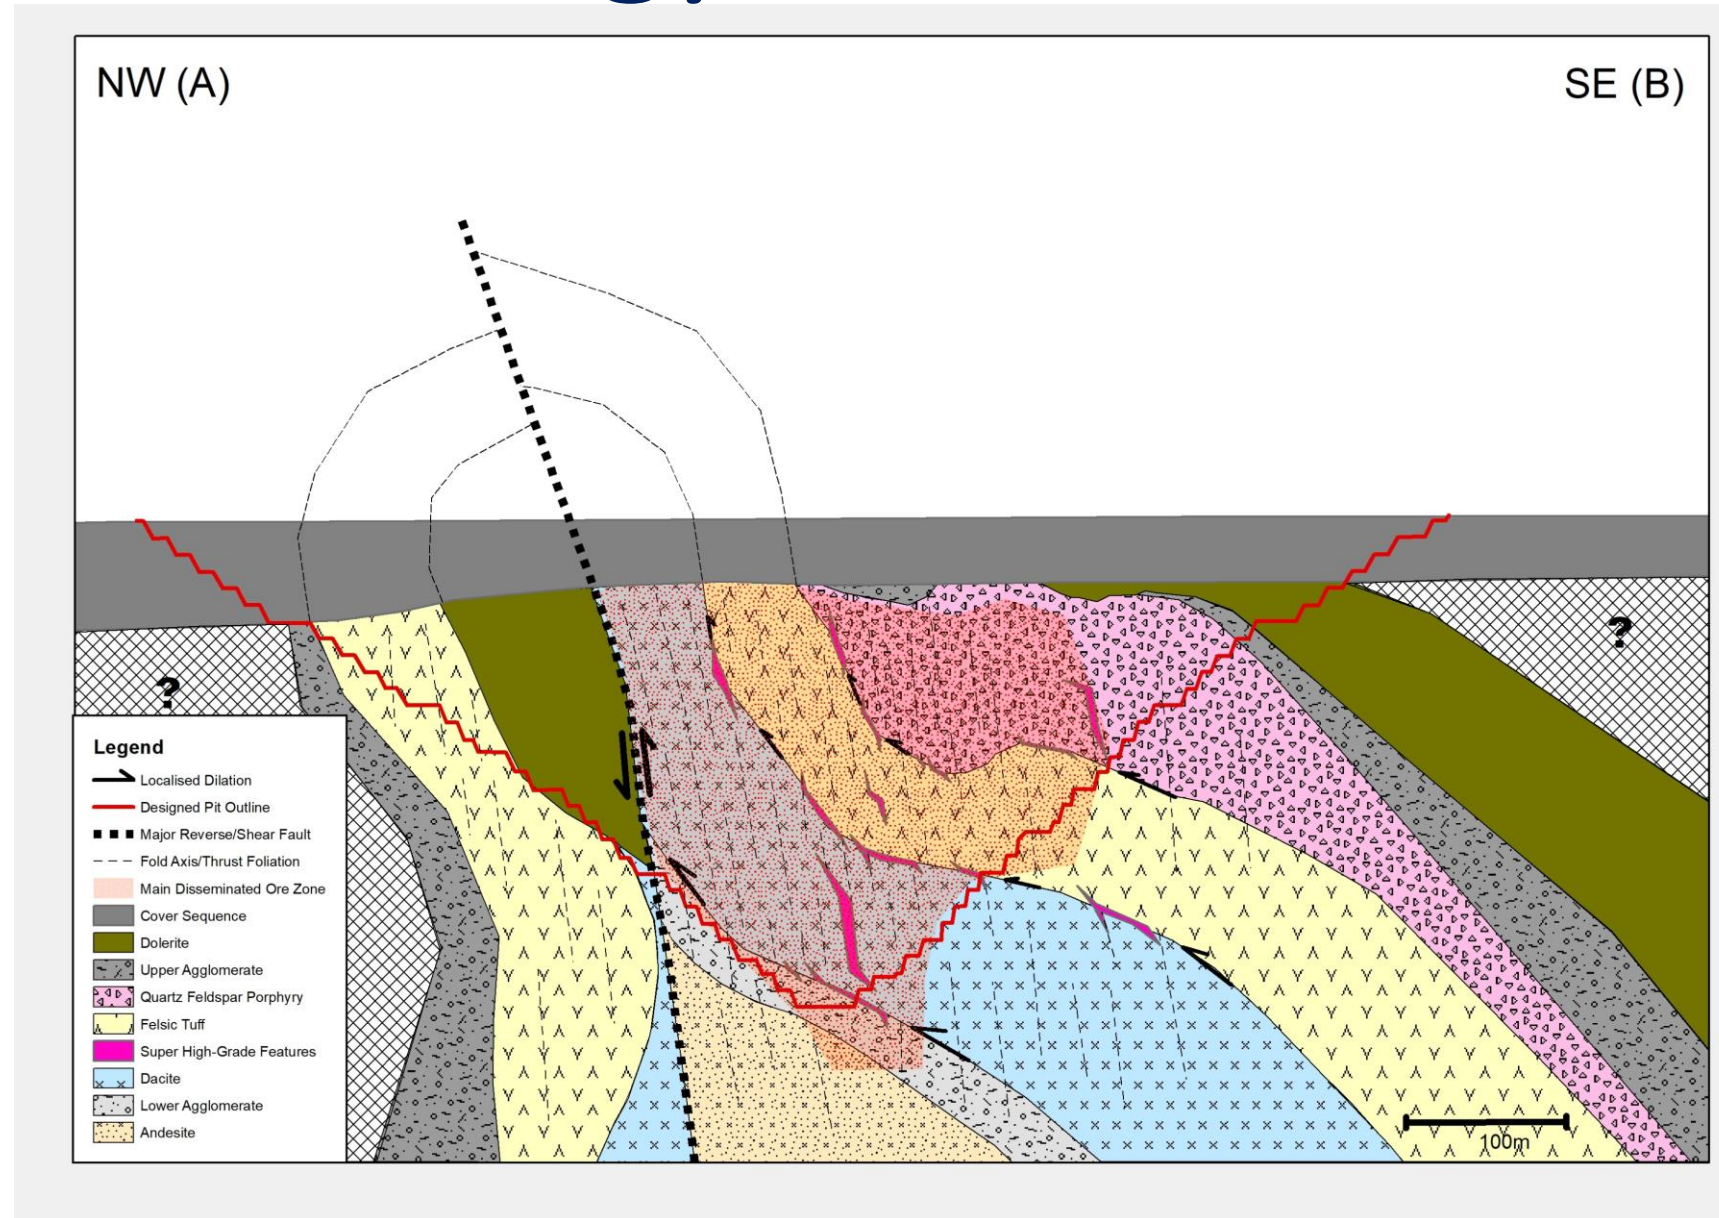 NW (A)
SE (B)
?
?
Legend
Localised Dilation
Designed Pit Outline
Major Reverse/Shear Fault
Fold Axis/Thrust Foliation
Main Disseminated Ore Zone
Cover Sequence
Dolerite
Upper Agglomerate
Quartz Feldspar Porphyry
Felsic Tuff
Super High-Grade Features
Dacite
Lower Agglomerate
Andesite
100m